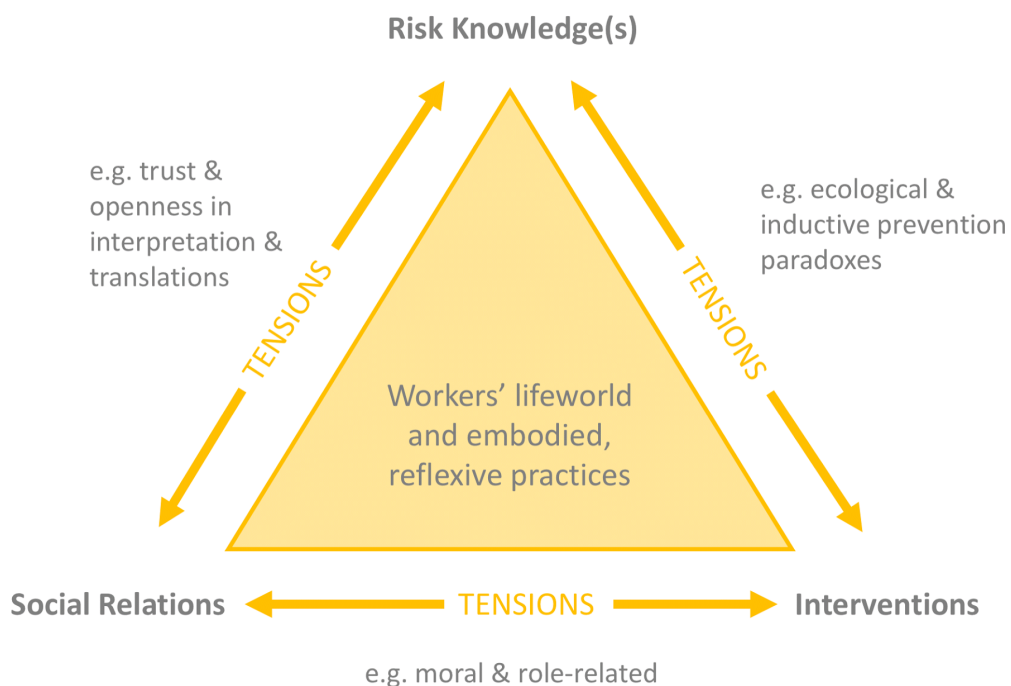 Risk Knowledge(s)
e.g. trust &
openness in
interpretation &
translations
TENSIONS
e.g. ecological &
inductive prevention
paradoxes
TENSIONS
Workers’ lifeworld
and embodied,
reflexive practices
Social Relations
TENSIONS
Interventions
e.g. moral & role-related